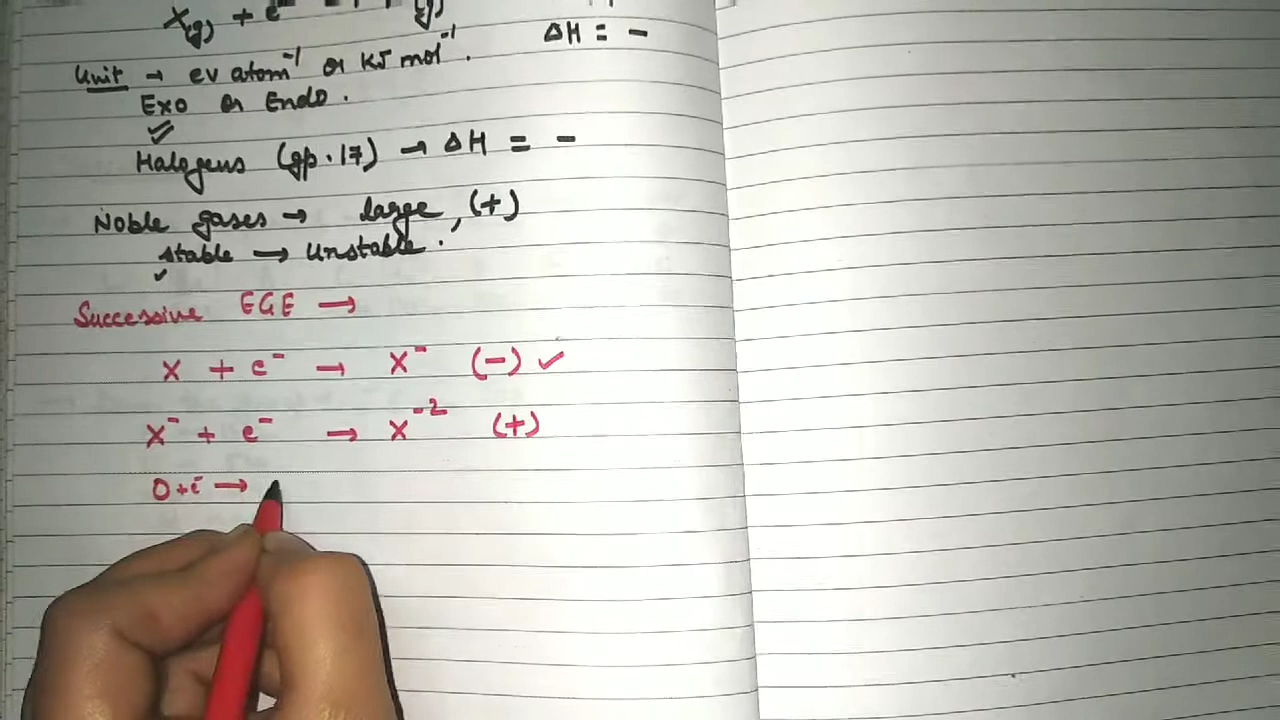 X(g) + e (g)
ΔH = -
Unit → ev atom⁻¹ or KJ mol⁻¹.
Exo or Endo.
Halogens (gp. 17) → ΔH = -
Noble gases → large, (+)
stable → Unstable.
Successive EGE →
X + e⁻ → X⁻ (-) ✓
X⁻ + e⁻ → X⁻² (+)
O + e⁻ →